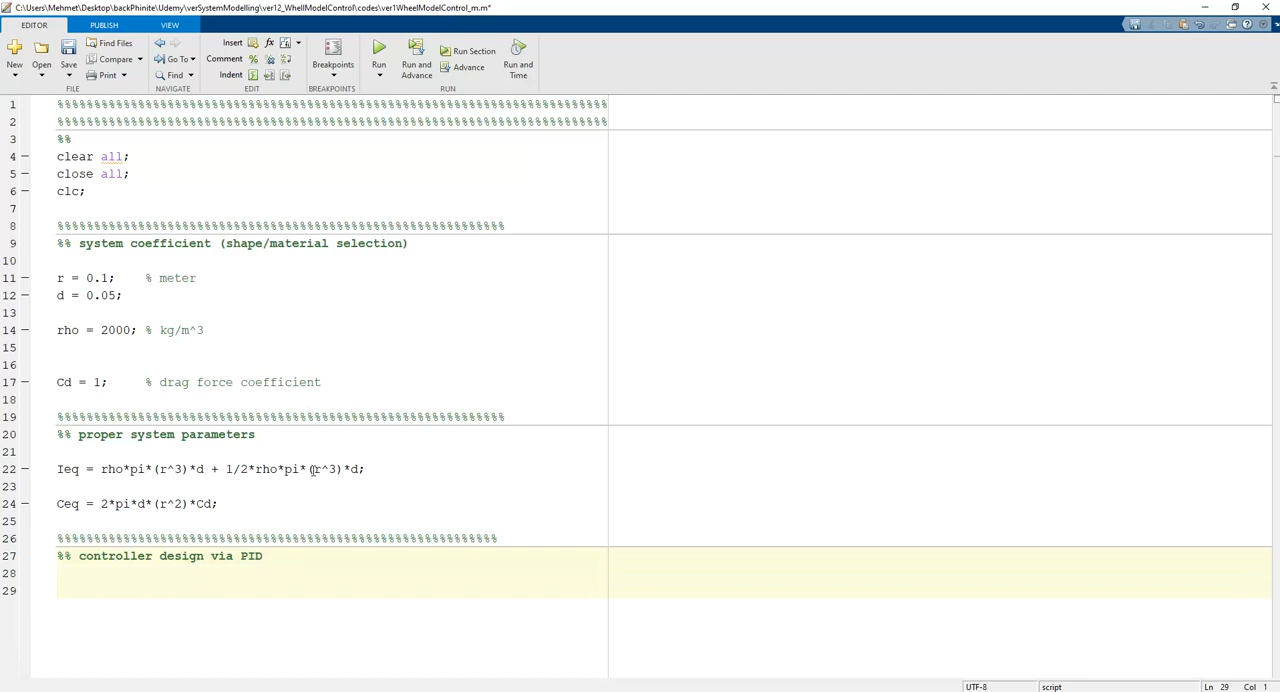 C:\Users\Mehmet\Desktop\backPhinite\Udemy\verSystemModelling\ver12_WhellModelControl\codes\ver1WheelModelControl_m.m*
EDITOR PUBLISH VIEW
New Open Save Find Files Compare Print Go To Find Insert Comment Indent Breakpoints Run Run and Advance Run Section Advance Run and Time
FILE NAVIGATE EDIT BREAKPOINTS RUN
1 %%%%%%%%%%%%%%%%%%%%%%%%%%%%%%%%%%%%%%%%%%%%%%%%%%%%%%%%%%%%%%%%%%%%%%%%%%%
2 %%%%%%%%%%%%%%%%%%%%%%%%%%%%%%%%%%%%%%%%%%%%%%%%%%%%%%%%%%%%%%%%%%%%%%%%%%%
3 %%
4 clear all;
5 close all;
6 clc;
7
8 %%%%%%%%%%%%%%%%%%%%%%%%%%%%%%%%%%%%%%%%%%%%%%%%%%%%%%%%%%%%%
9 %% system coefficient (shape/material selection)
10
11 r = 0.1; % meter
12 d = 0.05;
13
14 rho = 2000; % kg/m^3
15
16
17 Cd = 1; % drag force coefficient
18
19 %%%%%%%%%%%%%%%%%%%%%%%%%%%%%%%%%%%%%%%%%%%%%%%%%%%%%%%%%%%%%
20 %% proper system parameters
21
22 Ieq = rho*pi*(r^3)*d + 1/2*rho*pi*(r^3)*d;
23
24 Ceq = 2*pi*d*(r^2)*Cd;
25
26 %%%%%%%%%%%%%%%%%%%%%%%%%%%%%%%%%%%%%%%%%%%%%%%%%%%%%%%%%%%%
27 %% controller design via PID
28
29
UTF-8 script Ln 29 Col 1